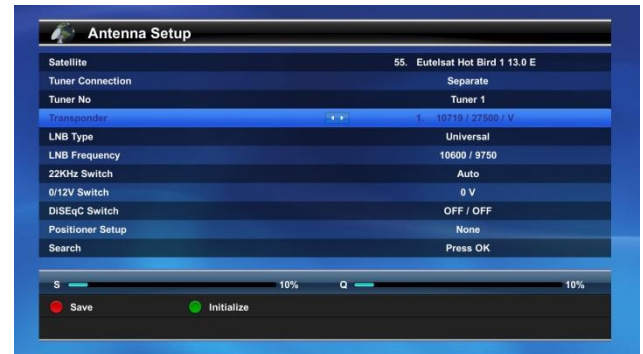 Antenna Setup
Satellite 55. Eutelsat Hot Bird 1 13.0 E
Tuner Connection Separate
Tuner No Tuner 1
Transponder 1. 10719 / 27500 / V
LNB Type Universal
LNB Frequency 10600 / 9750
22KHz Switch Auto
0/12V Switch 0 V
DiSEqC Switch OFF / OFF
Positioner Setup None
Search Press OK
S 10% Q 10%
Save Initialize